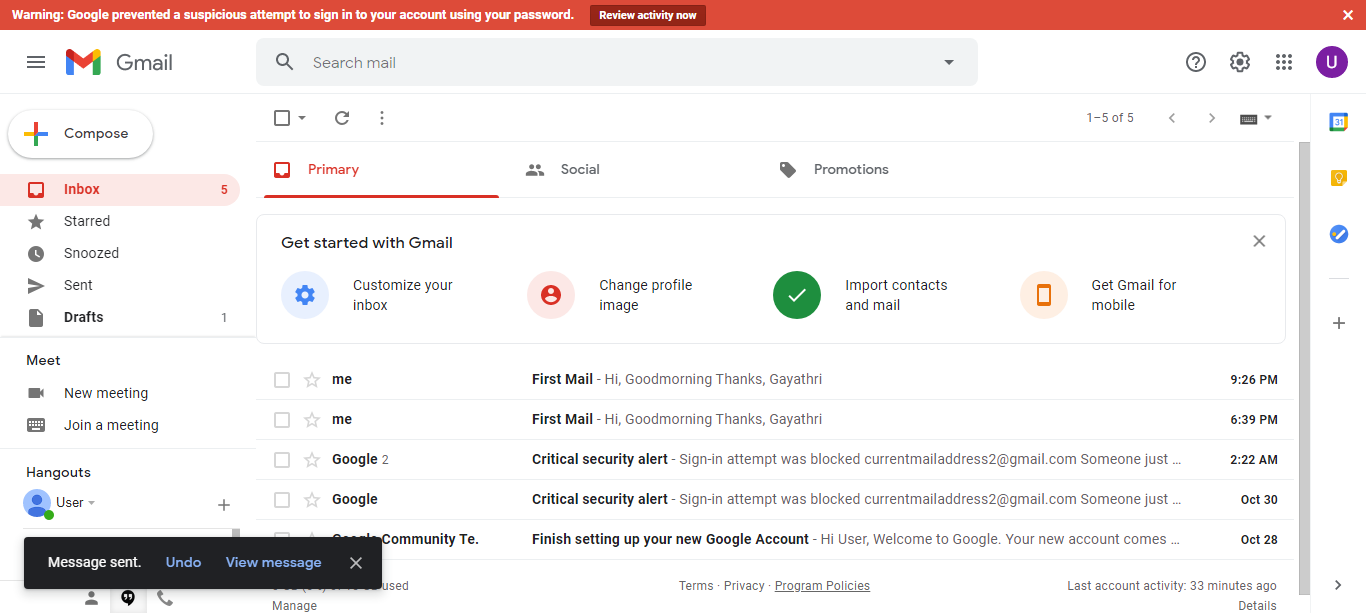 Warning: Google prevented a suspicious attempt to sign in to your account using your password. Review activity now
Gmail
Search mail
U
Compose
1–5 of 5
31
Primary
Social
Promotions
Inbox 5
Starred
Snoozed
Sent
Drafts 1
Get started with Gmail
Customize your inbox
Change profile image
Import contacts and mail
Get Gmail for mobile
Meet
New meeting
Join a meeting
Hangouts
User
me First Mail - Hi, Goodmorning Thanks, Gayathri 9:26 PM
me First Mail - Hi, Goodmorning Thanks, Gayathri 6:39 PM
Google 2 Critical security alert - Sign-in attempt was blocked currentmailaddress2@gmail.com Someone just ... 2:22 AM
Google Critical security alert - Sign-in attempt was blocked currentmailaddress2@gmail.com Someone just ... Oct 30
Google Community Te. Finish setting up your new Google Account - Hi User, Welcome to Google. Your new account comes ... Oct 28
Message sent. Undo View message
used
Manage
Terms · Privacy · Program Policies
Last account activity: 33 minutes ago
Details